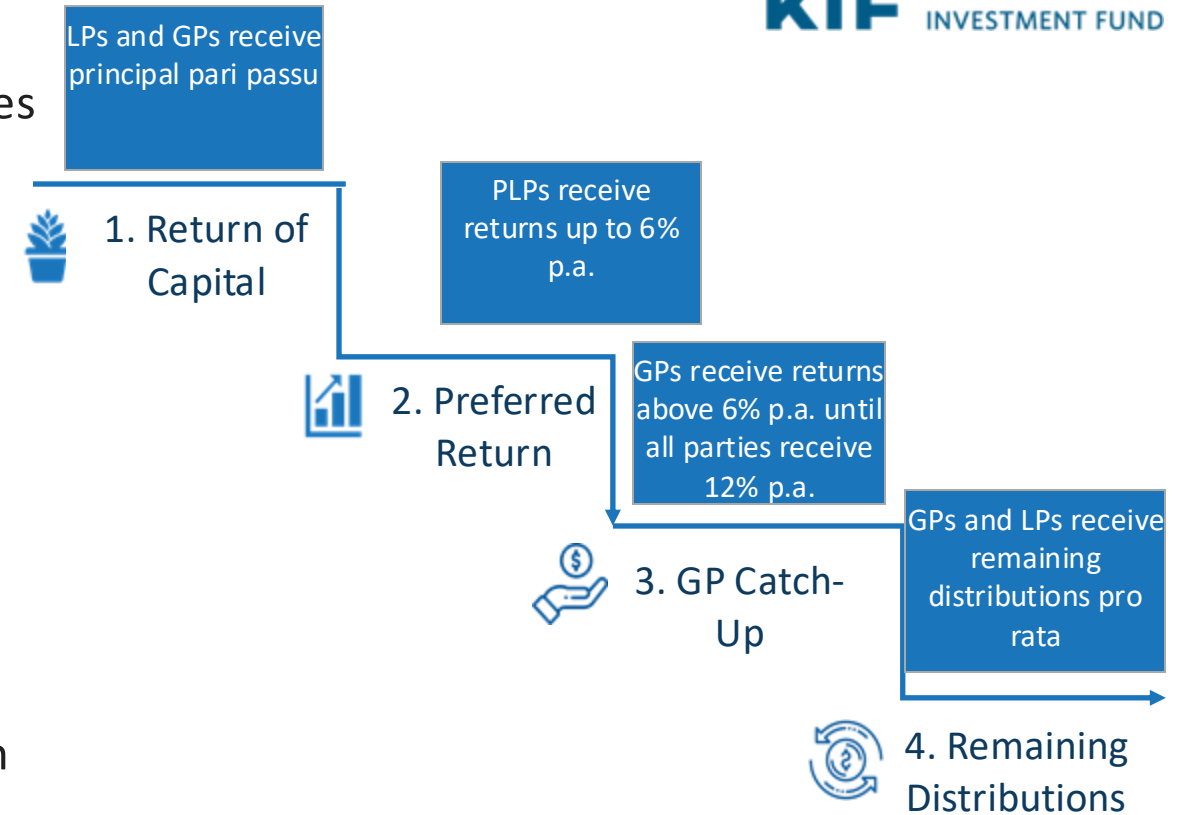 INVESTMENT FUND
LPs and GPs receive
principal pari passu
es
1. Return of
Capital
PLPs receive
returns up to 6%
p.a.
2. Preferred
Return
GPs receive returns
above 6% p.a. until
all parties receive
12% p.a.
3. GP Catch-
Up
GPs and LPs receive
remaining
distributions pro
rata
4. Remaining
Distributions